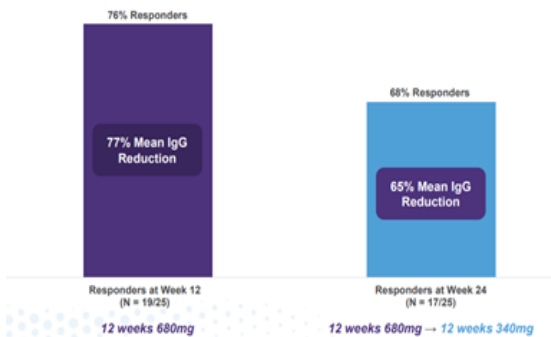 76% Responders
77% Mean IgG
Reduction
Responders at Week 12
(N = 19/25)
12 weeks 680mg
68% Responders
65% Mean IgG
Reduction
Responders at Week 24
(N = 17/25)
12 weeks 680mg → 12 weeks 340mg